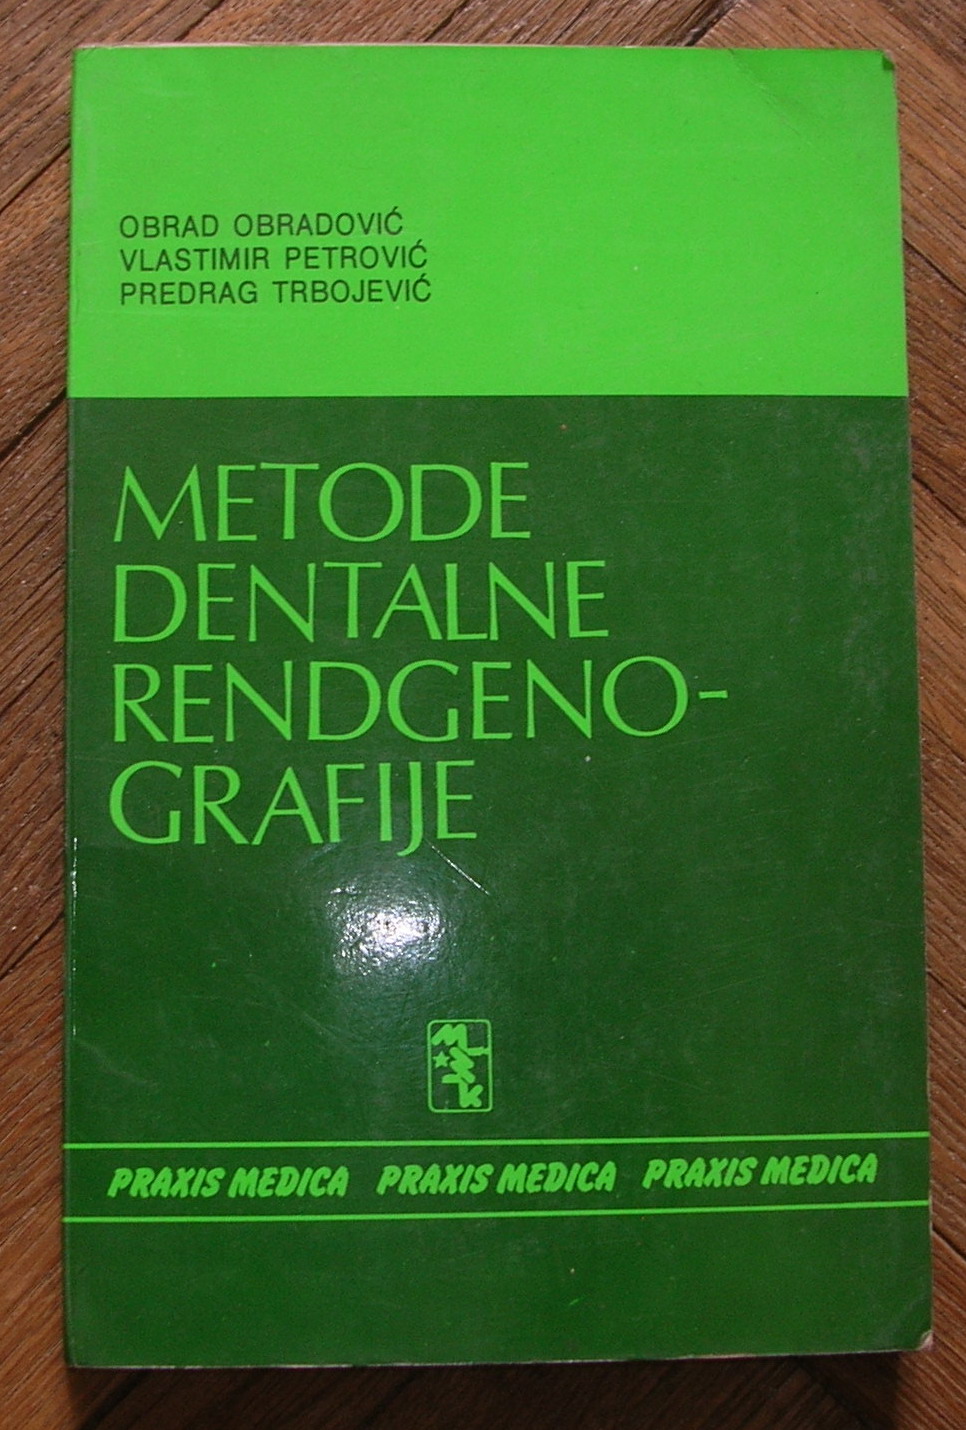 OBRAD OBRADOVIĆ
VLASTIMIR PETROVIĆ
PREDRAG TRBOJEVIĆ
METODE
DENTALNE
RENDGENO-
GRAFIJE
PRAXIS MEDICA PRAXIS MEDICA PRAXIS MEDICA